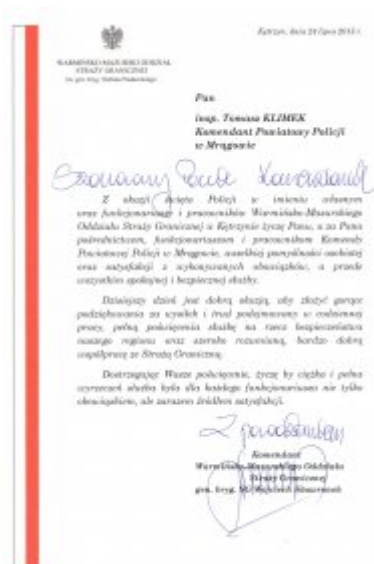 Kętrzyn, dnia 24 lipca 2015 r.
WARMIŃSKO-MAZURSKI ODDZIAŁ
STRAŻY GRANICZNEJ
Pan
insp. Tomasz KLIMEK
Komendant Powiatowy Policji
w Mrągowie
Szanowny Panie Komendancie
Z okazji Święta Policji w imieniu własnym
oraz funkcjonariuszy i pracowników Warmińsko-Mazurskiego
Oddziału Straży Granicznej w Kętrzynie życzę Panu, a za Pana
pośrednictwem, funkcjonariuszom i pracownikom Komendy
Powiatowej Policji w Mrągowie, wszelkiej pomyślności osobistej
oraz satysfakcji z wykonywanych obowiązków, a przede
wszystkim spokojnej i bezpiecznej służby.
Dzisiejszy dzień jest dobrą okazją, aby złożyć gorące
podziękowania za wysiłek i trud podejmowany w codziennej
pracy, pełną poświęcenia służbę na rzecz bezpieczeństwa
naszego regionu oraz szeroko rozumianą, bardzo dobrą
współpracę ze Strażą Graniczną.
Dostrzegając Wasze poświęcenie, życzę by ciężka i pełna
wyrzeczeń służba była dla każdego funkcjonariusza nie tylko
obowiązkiem, ale zarazem źródłem satysfakcji.
Z poważaniem
Komendant
Warmińsko-Mazurskiego Oddziału
Straży Granicznej
gen. bryg. SG